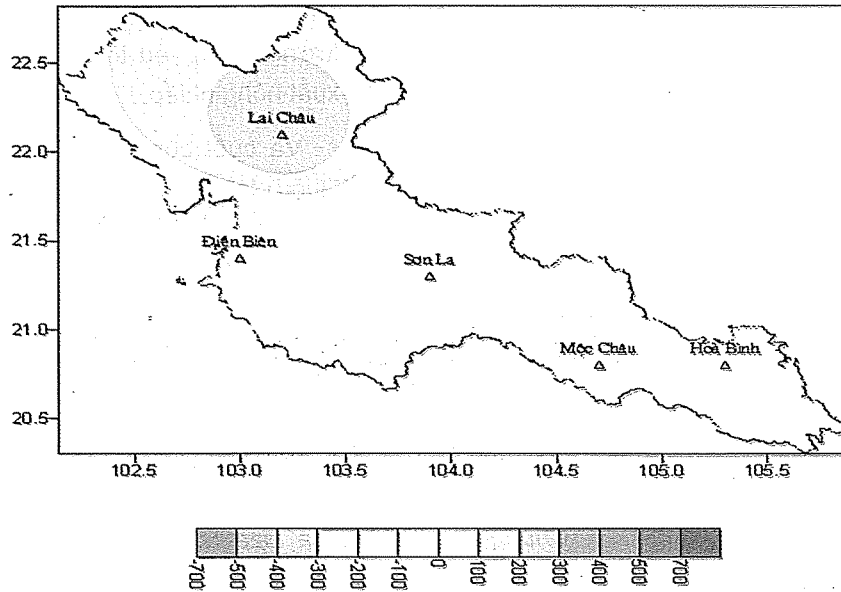 22.5
Lai Châu
22.0
21.5
Điện Biên
Sơn La
21.0
Mộc Châu
Hoà Bình
20.5
102.5 103.0 103.5 104.0 104.5 105.0 105.5
-700 -500 -400 -300 -200 -100 0 100 200 300 400 500 700